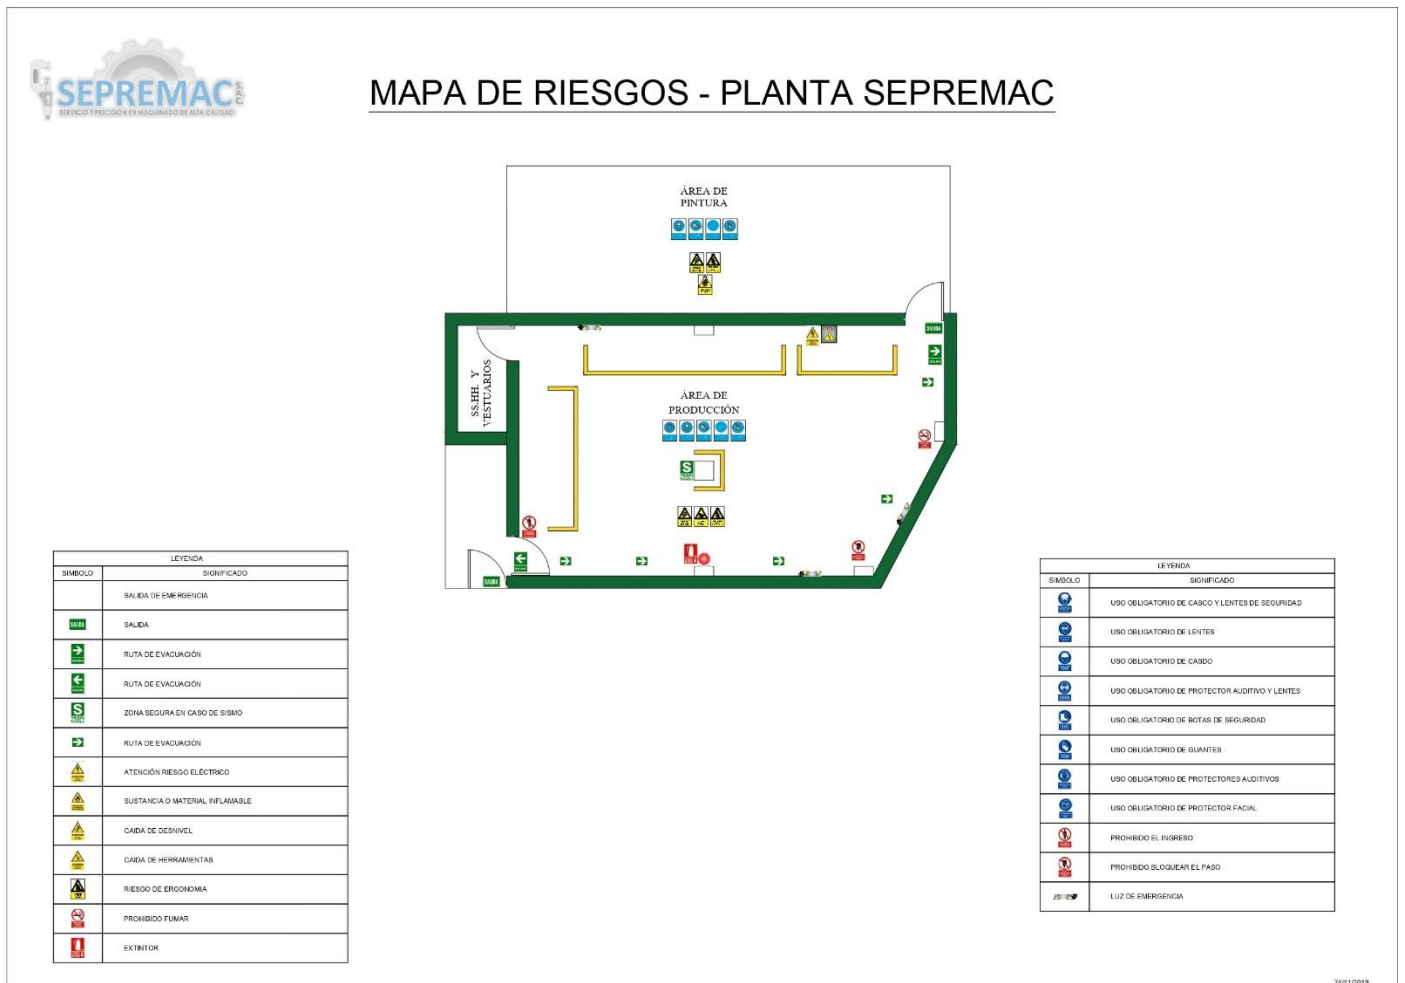 SEPREMAC S.A.C
SERVICIO Y PRECISIÓN EN MAQUINADO DE ALTA CALIDAD
MAPA DE RIESGOS - PLANTA SEPREMAC
ÁREA DE
PINTURA
SALIDA
SS.HH. Y
VESTUARIOS
ÁREA DE
PRODUCCIÓN
S
SALIDA
LEYENDA
SIMBOLO SIGNIFICADO
SALIDA DE EMERGENCIA
SALIDA SALIDA
RUTA DE EVACUACIÓN
RUTA DE EVACUACIÓN
S ZONA SEGURA EN CASO DE SISMO
RUTA DE EVACUACIÓN
ATENCIÓN RIESGO ELÉCTRICO
SUSTANCIA O MATERIAL INFLAMABLE
CAIDA DE DESNIVEL
CAIDA DE HERRAMIENTAS
RIESGO DE ERGONOMIA
PROHIBIDO FUMAR
EXTINTOR
LEYENDA
SIMBOLO SIGNIFICADO
USO OBLIGATORIO DE CASCO Y LENTES DE SEGURIDAD
USO OBLIGATORIO DE LENTES
USO OBLIGATORIO DE CASDO
USO OBLIGATORIO DE PROTECTOR AUDITIVO Y LENTES
USO OBLIGATORIO DE BOTAS DE SEGURIDAD
USO OBLIGATORIO DE GUANTES
USO OBLIGATORIO DE PROTECTORES AUDITIVOS
USO OBLIGATORIO DE PROTECTOR FACIAL
PROHIBIDO EL INGRESO
PROHIBIDO BLOQUEAR EL PASO
LUZ DE EMERGENCIA
24/11/2019